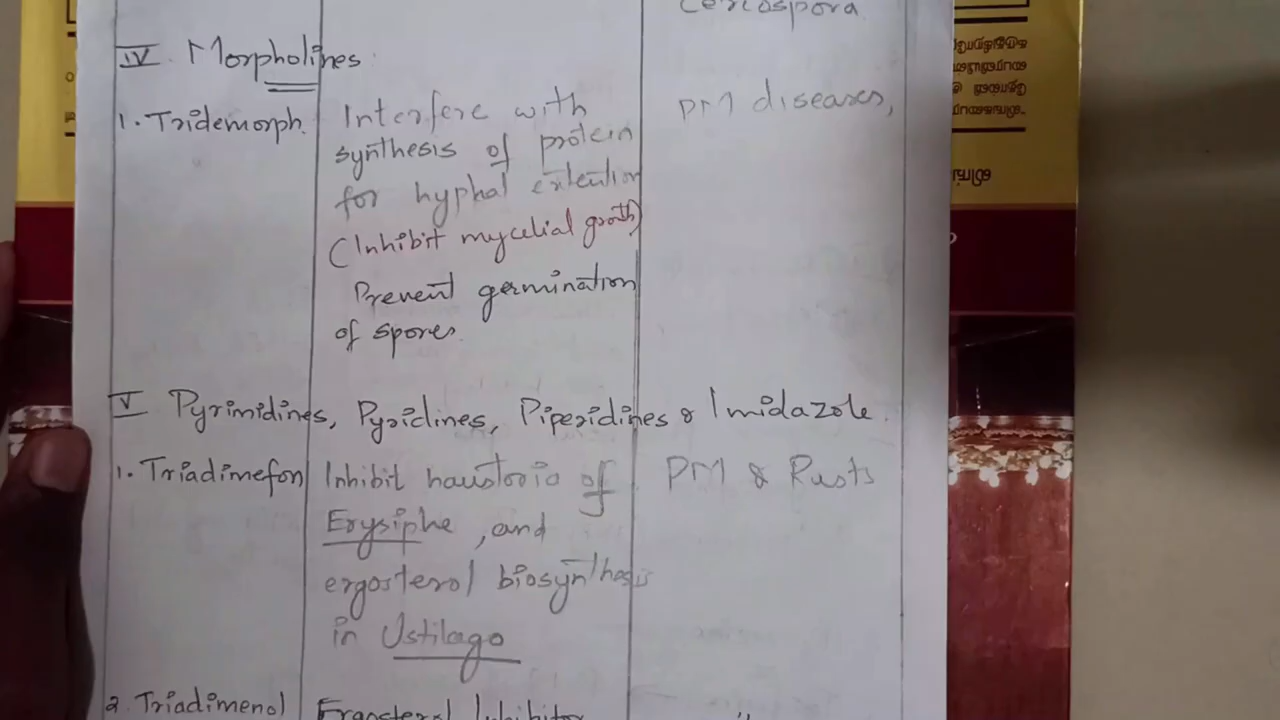 Cercospora
IV. Morpholines
1. Tridemorph.
Interfere with
synthesis of protein
for hyphal extention
(Inhibit mycelial growth)
Prevent germination
of spores.
PM diseases,
V Pyrimidines, Pyridines, Piperidines & Imidazole.
1. Triadimefon
Inhibit haustoria of
Erysiphe, and
ergosterol biosynthesis
in Ustilago
PM & Rusts
2. Triadimenol
Ergosterol Inhibitor
"